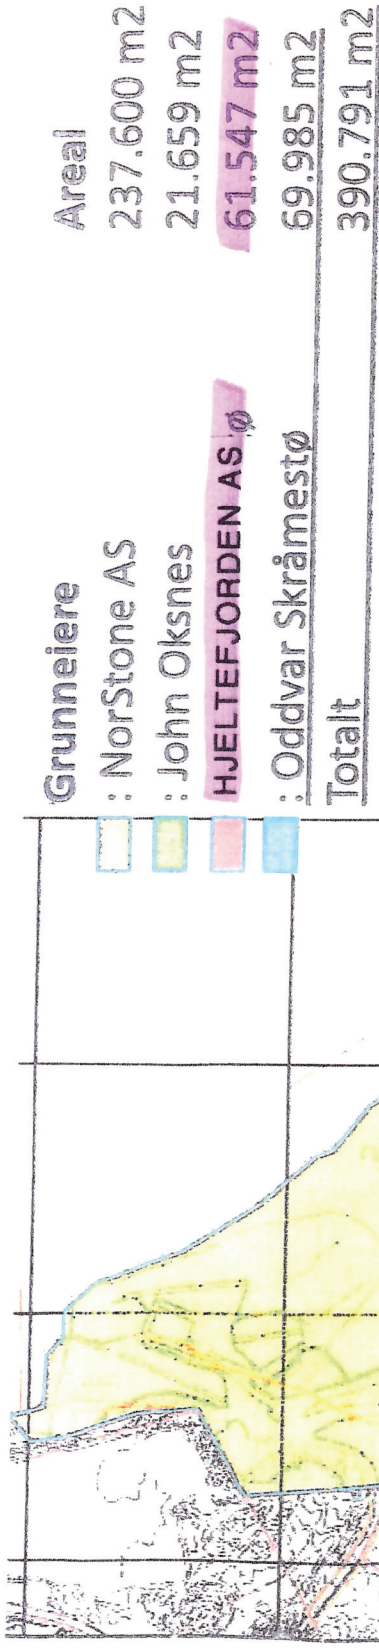 Grunneiere Areal
: NorStone AS 237.600 m2
: John Oksnes 21.659 m2
HJELTEFJORDEN AS ø 61.547 m2
: Oddvar Skråmestø 69.985 m2
Totalt 390.791 m2